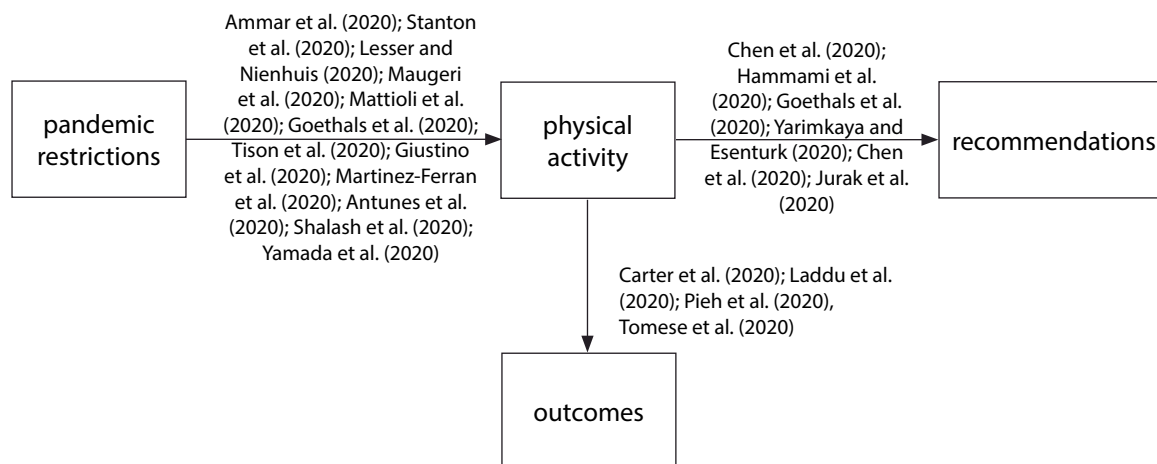 pandemic
restrictions
Ammar et al. (2020); Stanton
et al. (2020); Lesser and
Nienhuis (2020); Maugeri
et al. (2020); Mattioli et al.
(2020); Goethals et al. (2020);
Tison et al. (2020); Giustino
et al. (2020); Martinez-Ferran
et al. (2020); Antunes et al.
(2020); Shalash et al. (2020);
Yamada et al. (2020)
physical
activity
Chen et al. (2020);
Hammami et al.
(2020); Goethals et al.
(2020); Yarimkaya and
Esenturk (2020); Chen
et al. (2020); Jurak et al.
(2020)
recommendations
Carter et al. (2020); Laddu et al.
(2020); Pieh et al. (2020),
Tomese et al. (2020)
outcomes